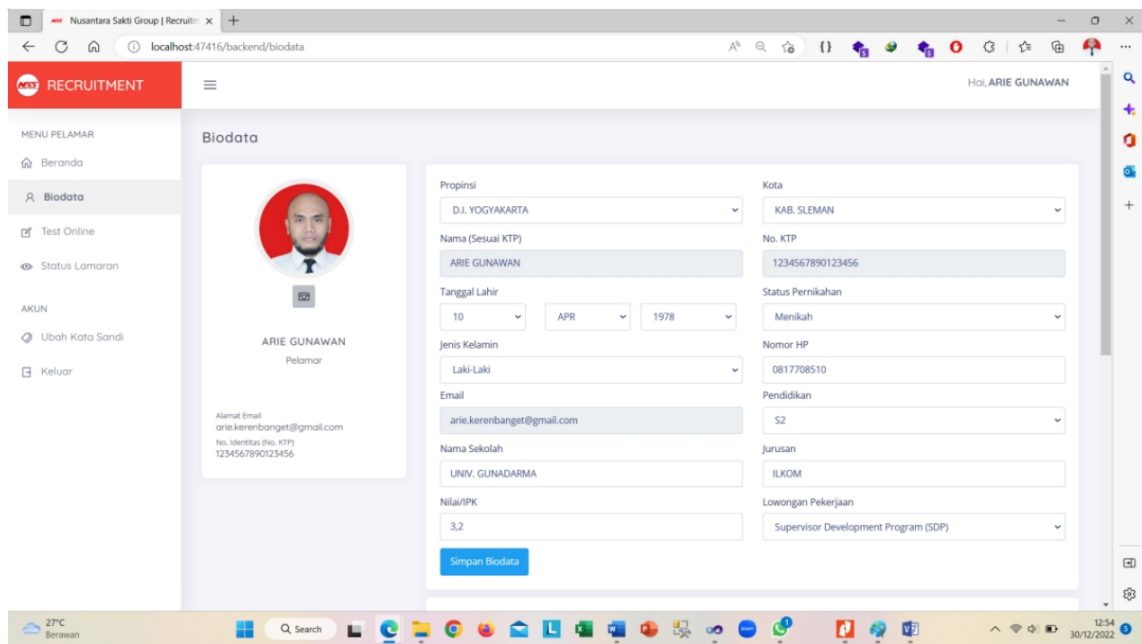 NSS Nusantara Sakti Group | Recruitm
localhost:47416/backend/biodata
NSS RECRUITMENT
Hai, ARIE GUNAWAN
MENU PELAMAR
Beranda
Biodata
Test Online
Status Lamaran
AKUN
Ubah Kata Sandi
Keluar
Biodata
ARIE GUNAWAN
Pelamar
Alamat Email
arie.kerenbanget@gmail.com
No. Identitas (No. KTP)
1234567890123456
Propinsi Kota
D.I. YOGYAKARTA KAB. SLEMAN
Nama (Sesuai KTP) No. KTP
ARIE GUNAWAN 1234567890123456
Tanggal Lahir Status Pernikahan
10 APR 1978 Menikah
Jenis Kelamin Nomor HP
Laki-Laki 0817708510
Email Pendidikan
arie.kerenbanget@gmail.com S2
Nama Sekolah Jurusan
UNIV. GUNADARMA ILKOM
Nilai/IPK Lowongan Pekerjaan
3,2 Supervisor Development Program (SDP)
Simpan Biodata
27°C
Berawan
Search
12:54
30/12/2022
5